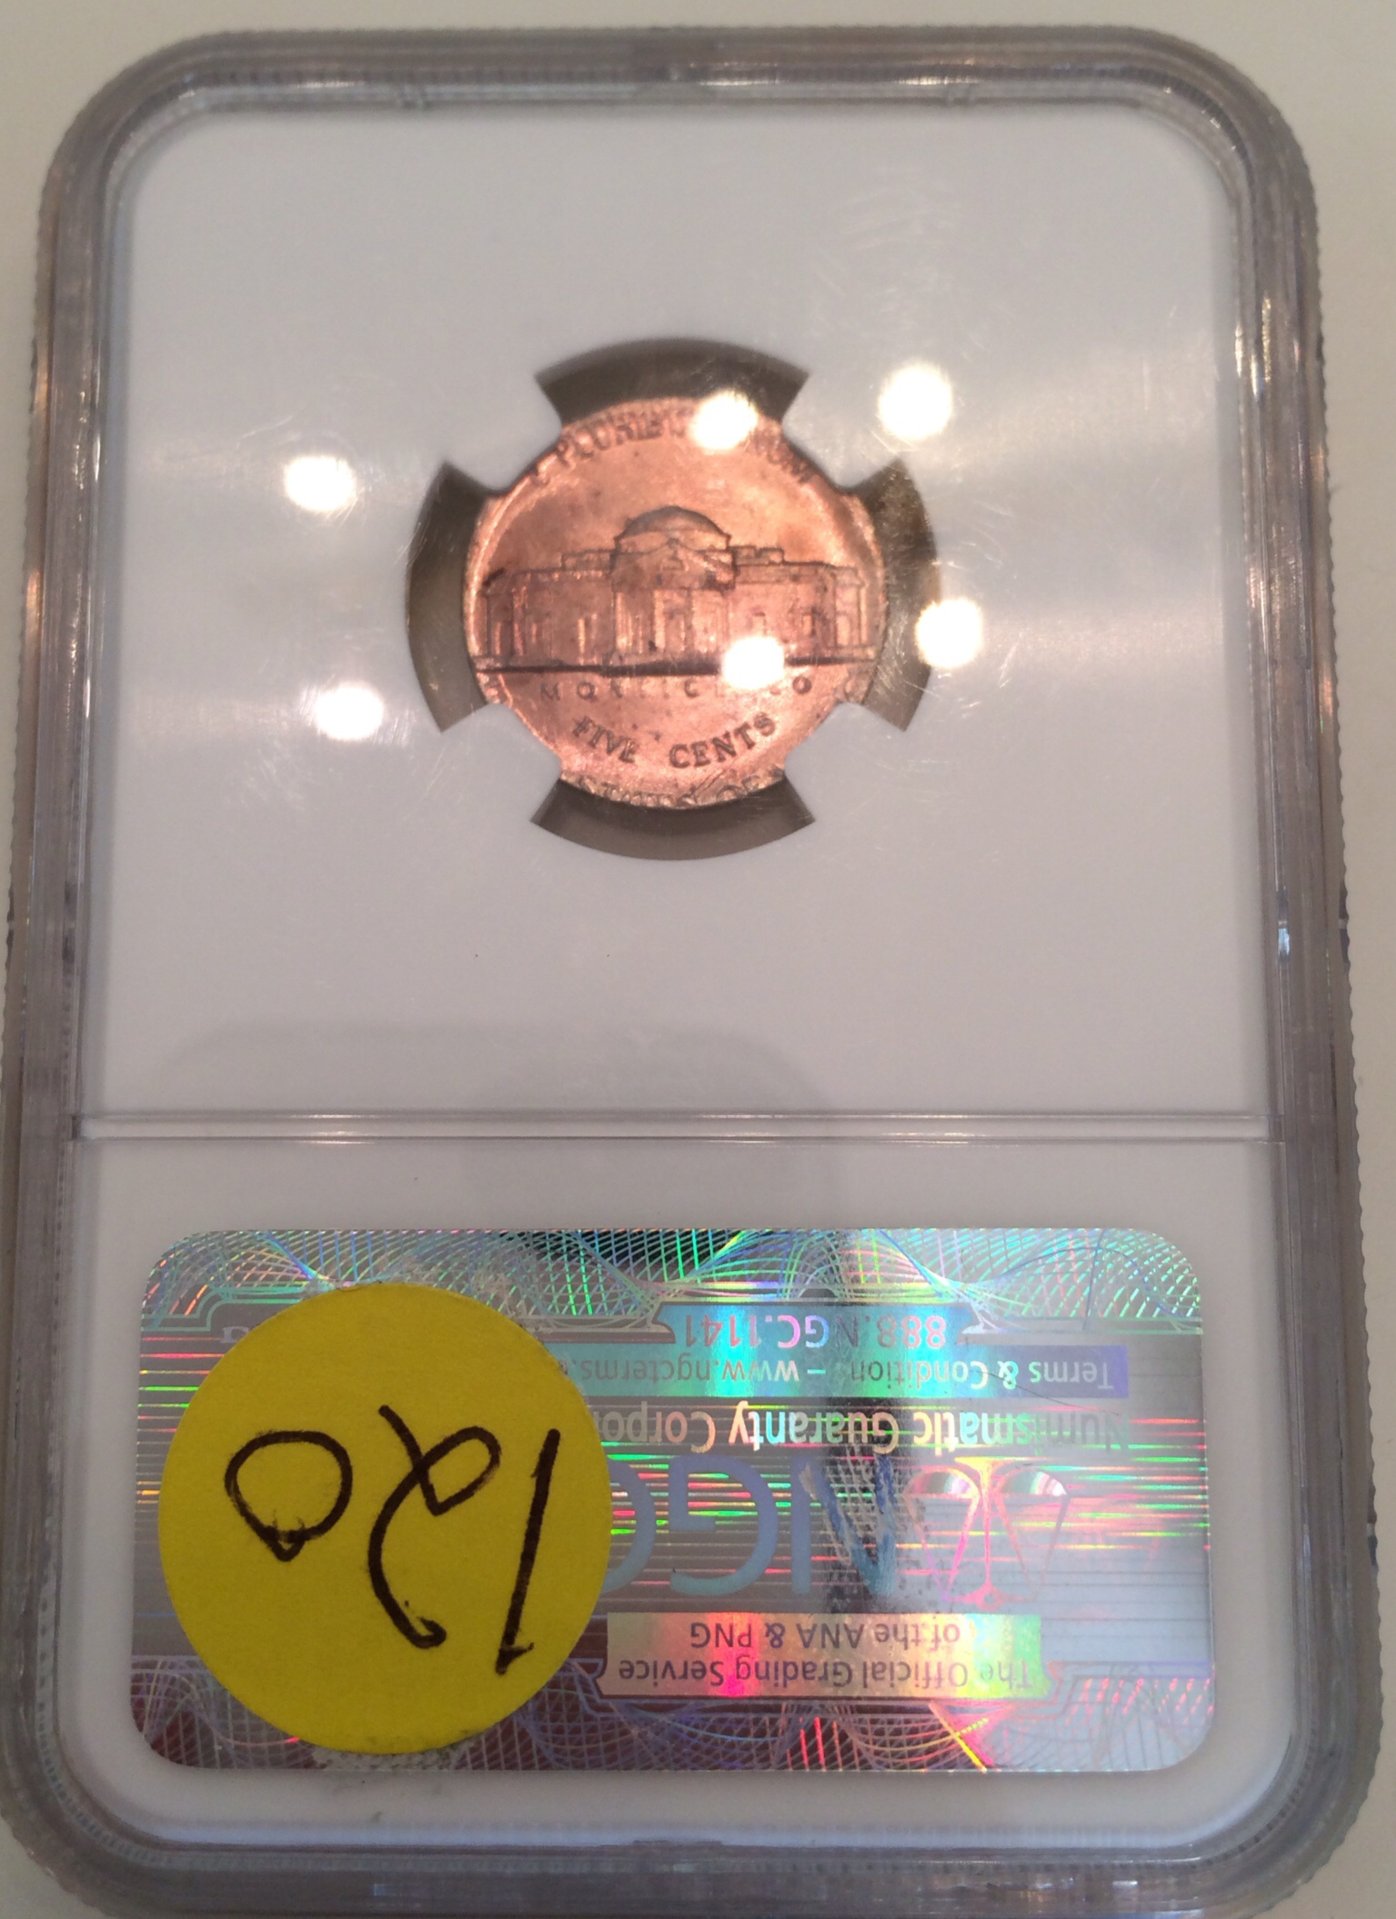 PLURIBUS
MONTICELLO
FIVE CENTS
The Official Grading Service
of the ANA & PNG
120
NGC
Numismatic Guaranty
Terms & Conditions – www.ngcterms.
888.NGC.1141